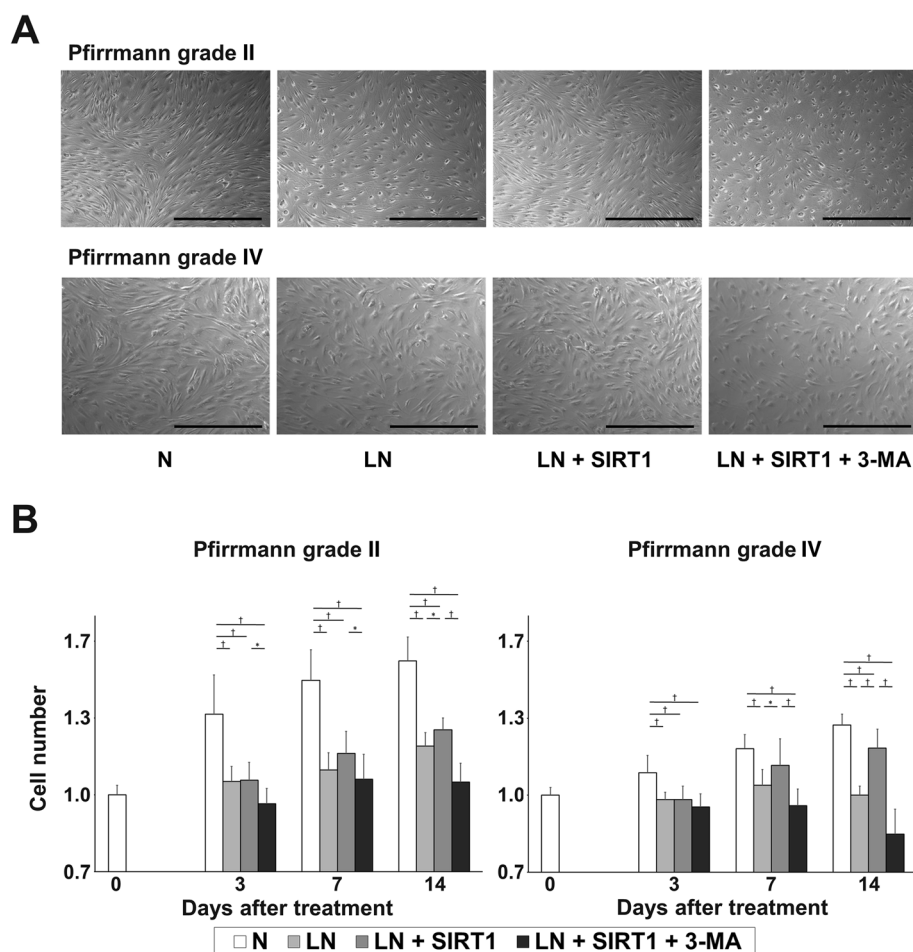 A
Pfirrmann grade II
Pfirrmann grade IV
N LN LN + SIRT1 LN + SIRT1 + 3-MA
B
Pfirrmann grade II Pfirrmann grade IV
† † † † † †
† † † † †
† * † * † * † † † * † † † †
1.7 1.7
1.3 1.3
1.0 1.0
0.7 0.7
Cell number
0 3 7 14 0 3 7 14
Days after treatment Days after treatment
N LN LN + SIRT1 LN + SIRT1 + 3-MA